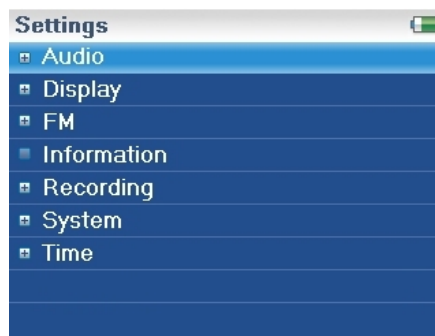 Settings
Audio
Display
FM
Information
Recording
System
Time